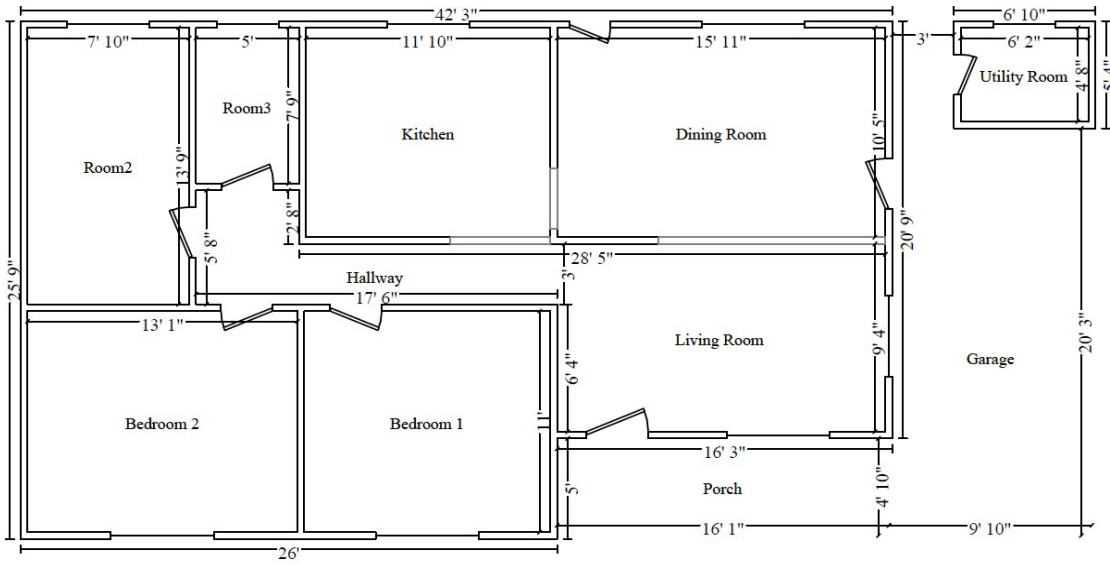 42' 3"
6' 10"
7' 10"
5'
11' 10"
15' 11"
3'
6' 2"
Utility Room
4' 8"
5' 4"
Room3
7' 9"
Kitchen
Dining Room
10' 5"
Room2
13' 9"
2' 8"
5' 8"
20' 9"
28' 5"
25' 9"
Hallway
3'
17' 6"
13' 1"
Living Room
9' 4"
20' 3"
Garage
6' 4"
Bedroom 2
Bedroom 1
11'
16' 3"
Porch
4' 10"
5'
16' 1"
9' 10"
26'